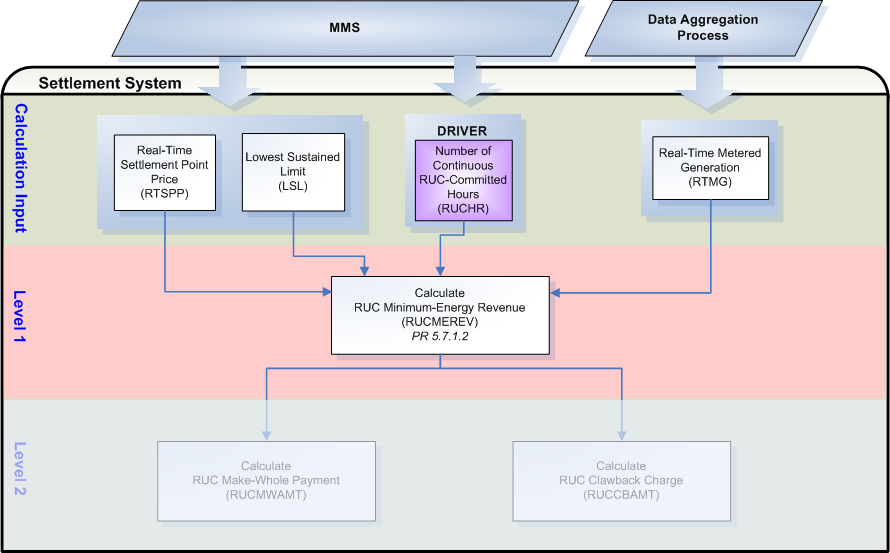 MMS
Data Aggregation
Process
Settlement System
Calculation Input
Real-Time
Settlement Point
Price
(RTSPP)
Lowest Sustained
Limit
(LSL)
DRIVER
Number of
Continuous
RUC-Committed
Hours
(RUCHR)
Real-Time Metered
Generation
(RTMG)
Level 1
Calculate
RUC Minimum-Energy Revenue
(RUCMEREV)
PR 5.7.1.2
Level 2
Calculate
RUC Make-Whole Payment
(RUCMWAMT)
Calculate
RUC Clawback Charge
(RUCCBAMT)